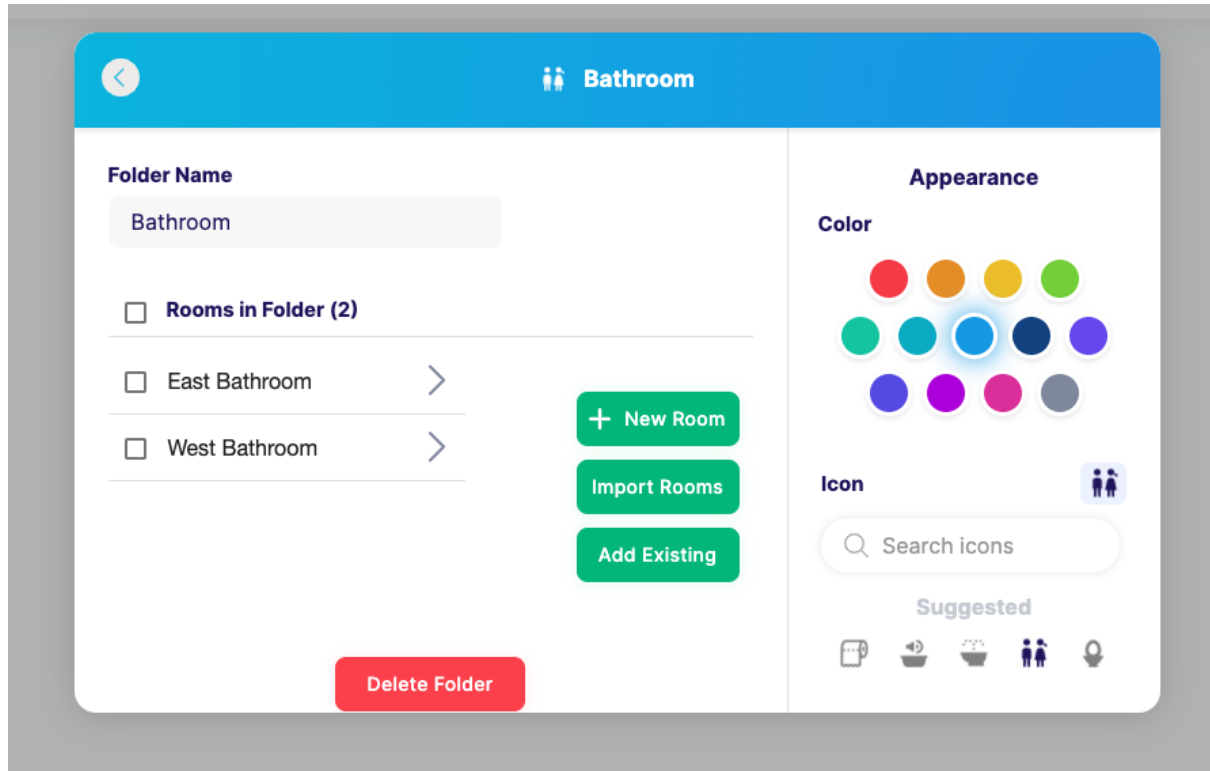 Bathroom
Folder Name
Bathroom
Rooms in Folder (2)
East Bathroom
West Bathroom
+ New Room
Import Rooms
Add Existing
Delete Folder
Appearance
Color
Icon
Search icons
Suggested